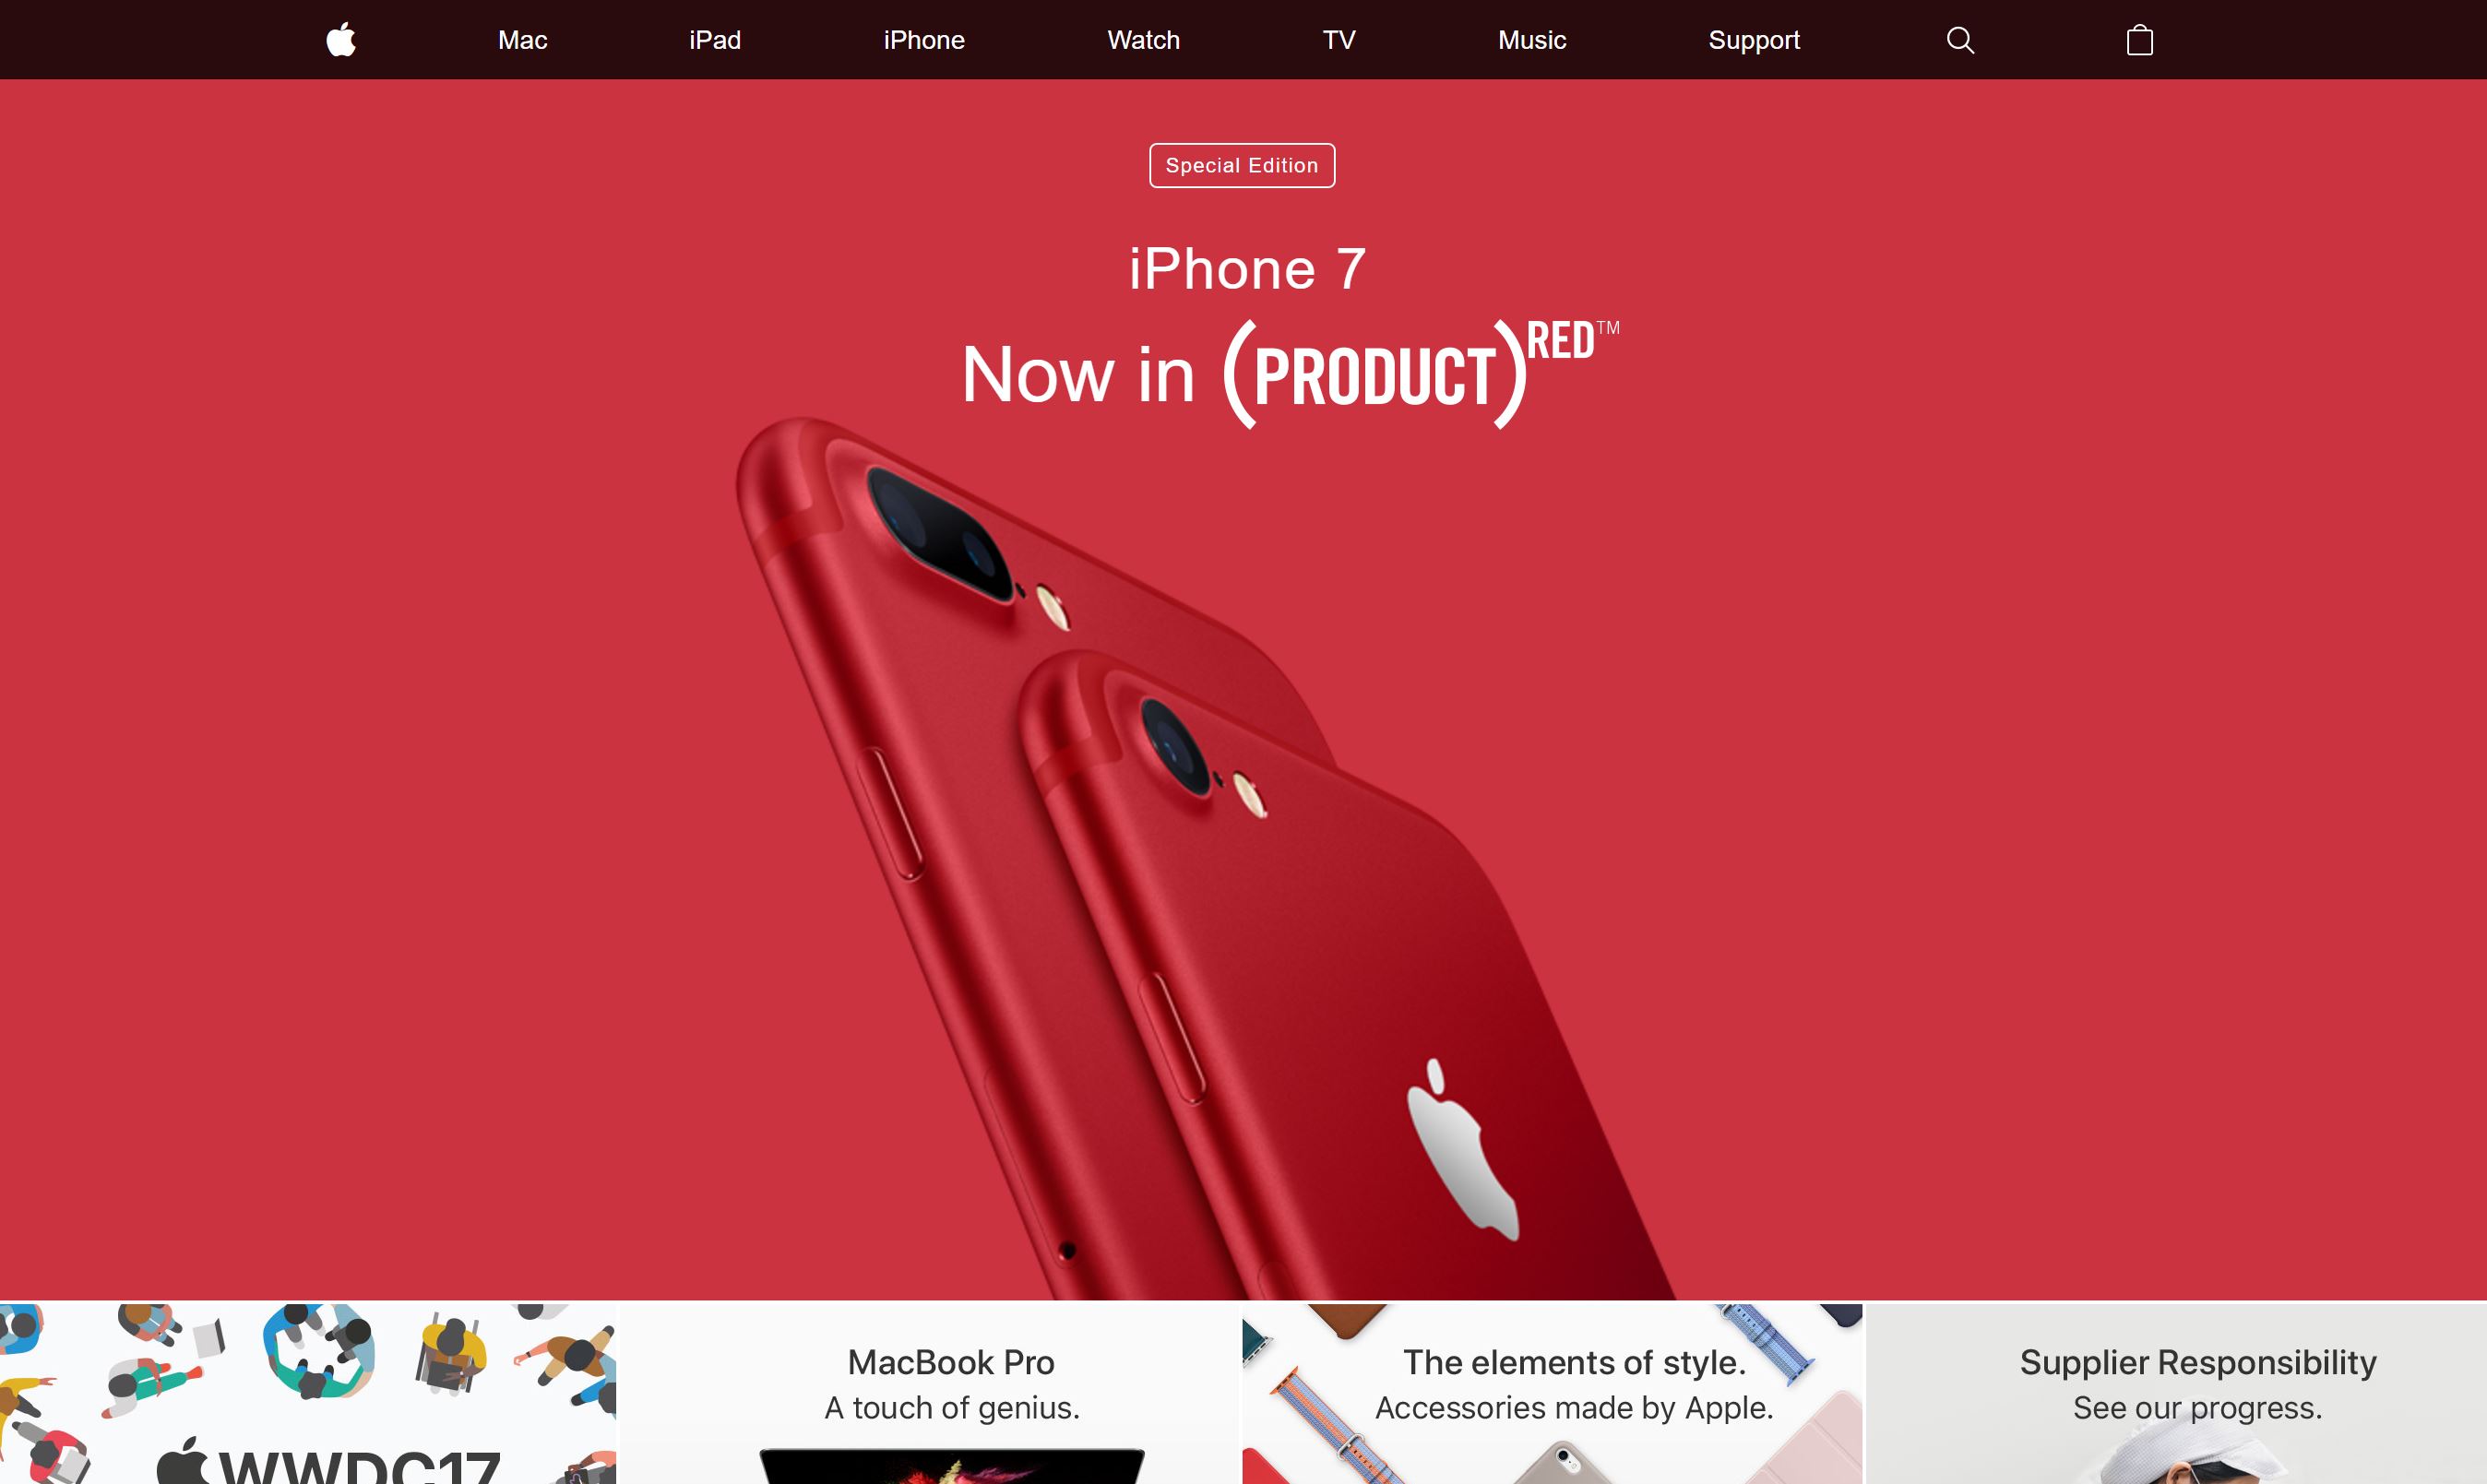 Mac iPad iPhone Watch TV Music Support
Special Edition
iPhone 7
Now in (PRODUCT)RED™
WWDC17
MacBook Pro
A touch of genius.
The elements of style.
Accessories made by Apple.
Supplier Responsibility
See our progress.